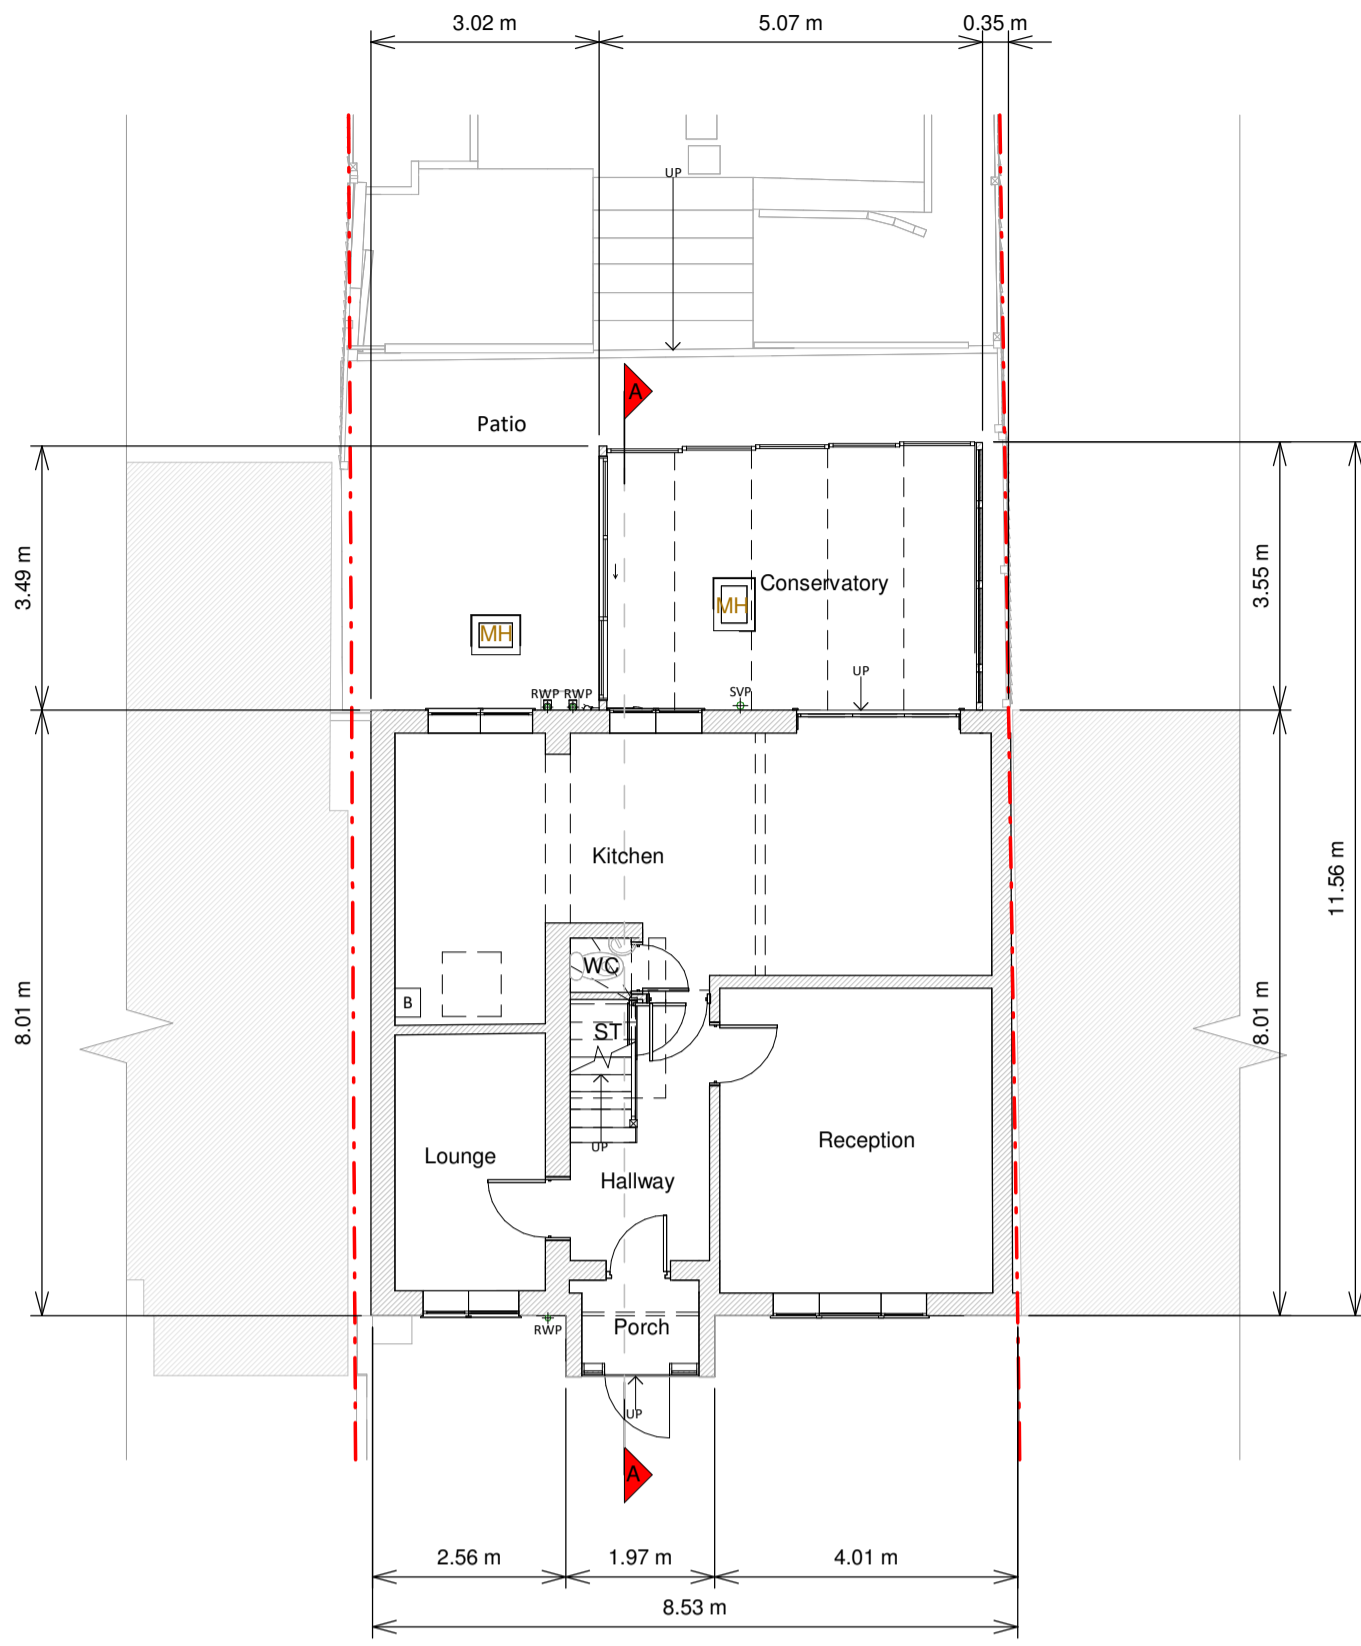 3.02 m
5.07 m
0.35 m
UP
A
Patio
3.49 m
3.55 m
Conservatory
MH
MH
UP
RWP
RWP
SVP
Kitchen
11.56 m
WC
B
ST
8.01 m
8.01 m
UP
Lounge
Reception
Hallway
RWP
Porch
UP
A
2.56 m
1.97 m
4.01 m
8.53 m